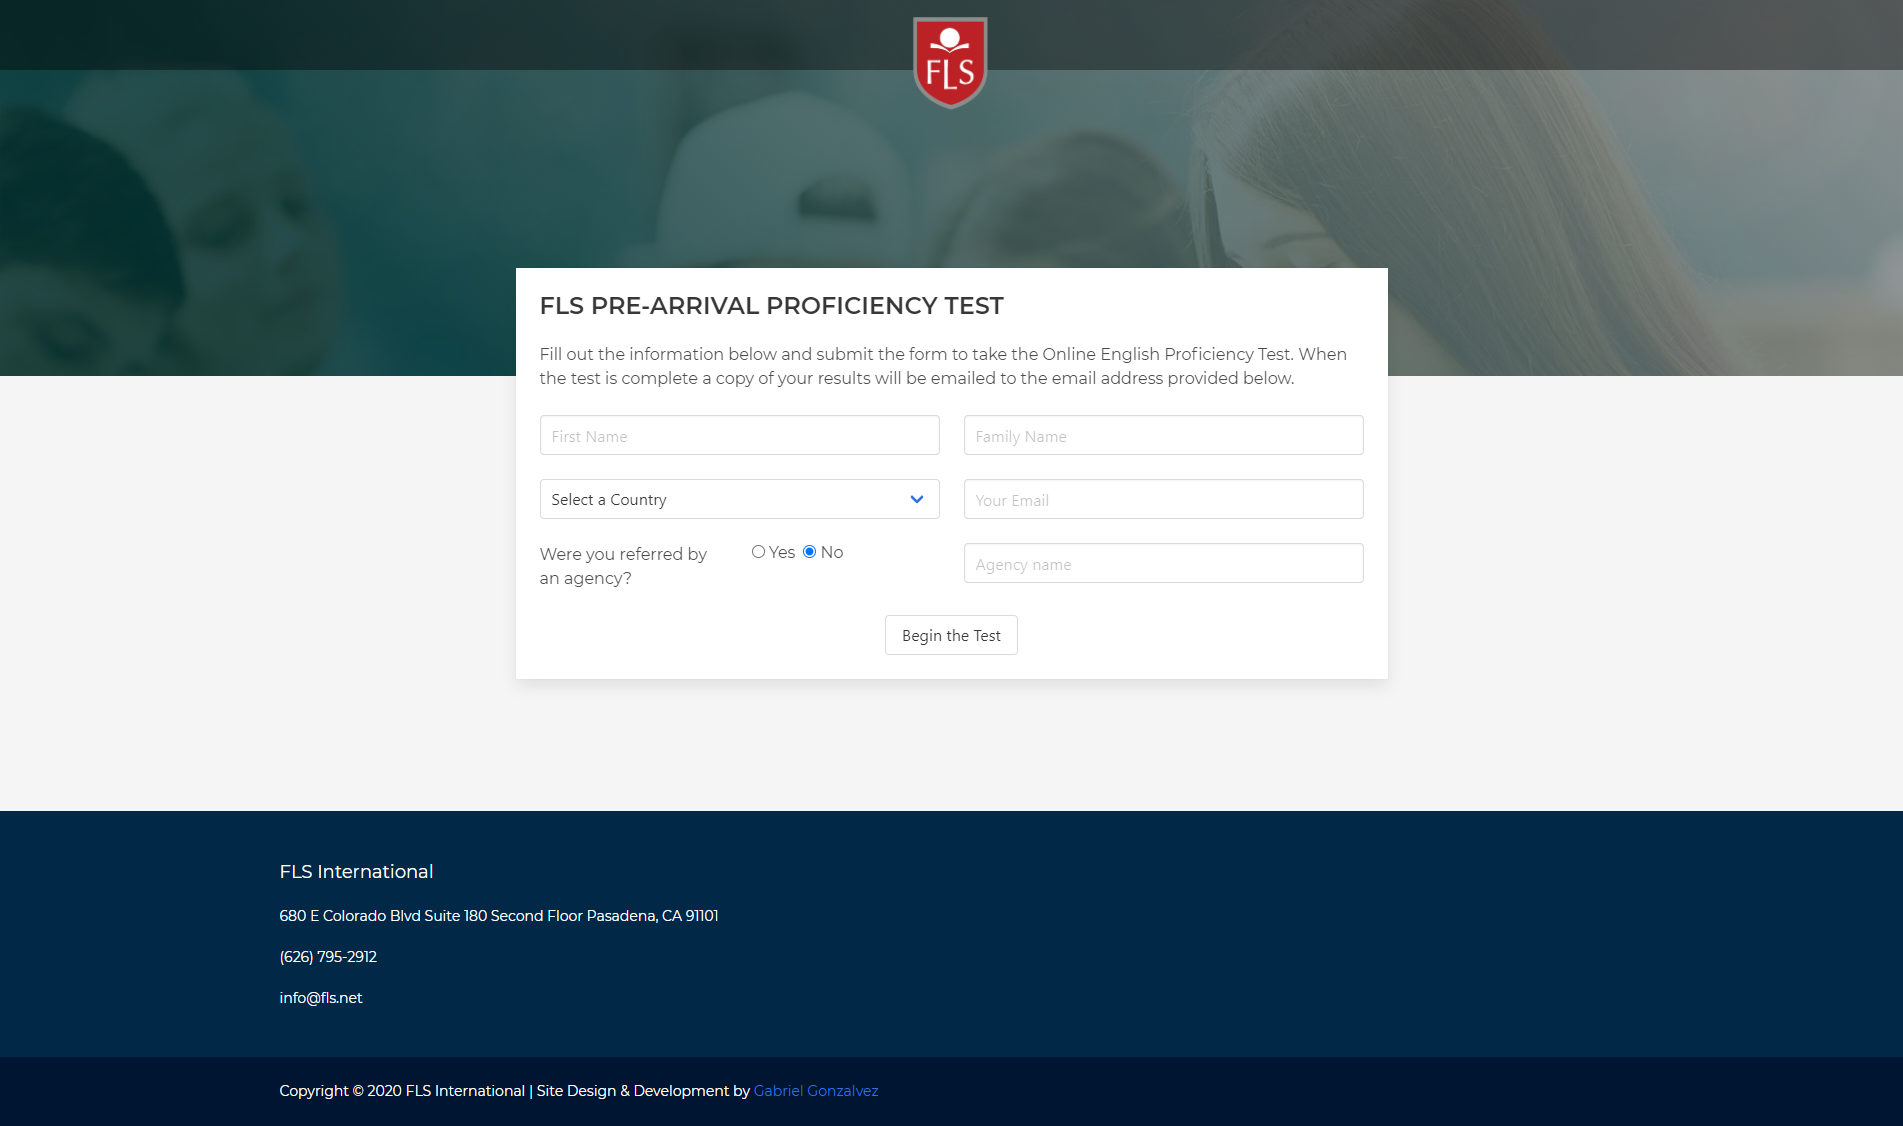 FLS
FLS PRE-ARRIVAL PROFICIENCY TEST
Fill out the information below and submit the form to take the Online English Proficiency Test. When
the test is complete a copy of your results will be emailed to the email address provided below.
First Name
Family Name
Select a Country
Your Email
Were you referred by
an agency?
Yes No
Agency name
Begin the Test
FLS International
680 E Colorado Blvd Suite 180 Second Floor Pasadena, CA 91101
(626) 795-2912
info@fls.net
Copyright © 2020 FLS International | Site Design & Development by Gabriel Gonzalvez